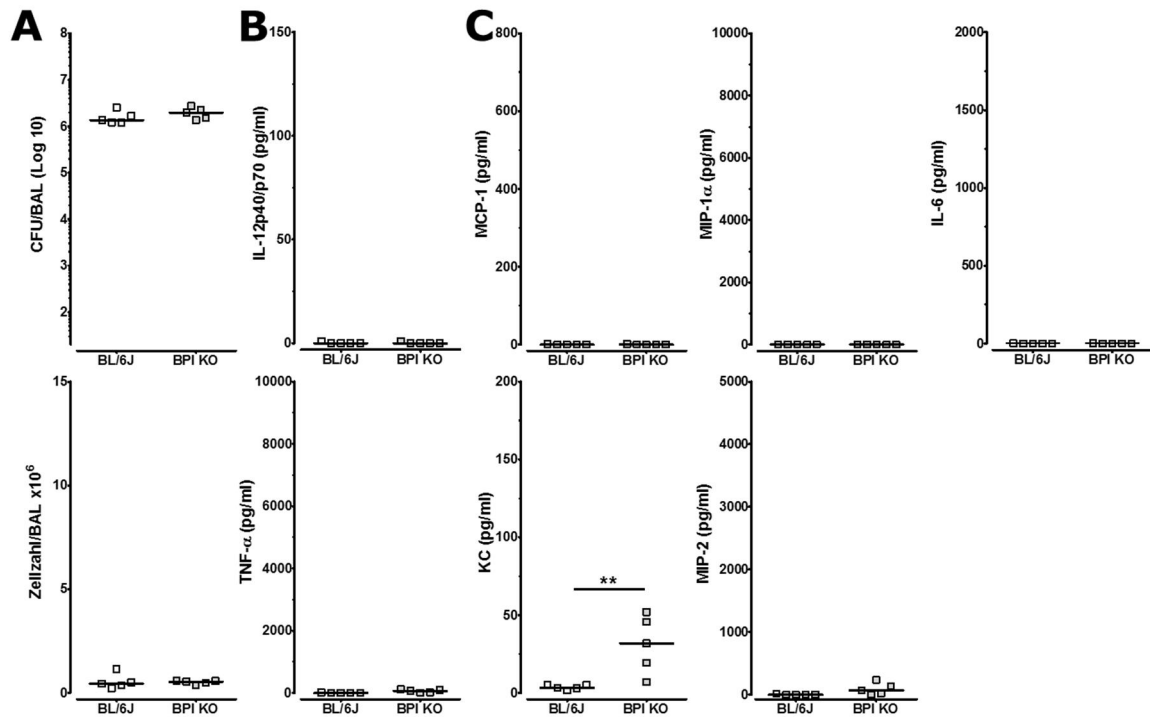 A
CFU/BAL (Log 10)
8
7
6
5
4
3
2
BL/6J BPI KO
B
IL-12p40/p70 (pg/ml)
150
100
50
0
BL/6J BPI KO
C
MCP-1 (pg/ml)
800
600
400
200
0
BL/6J BPI KO
MIP-1α (pg/ml)
10000
8000
6000
4000
2000
0
BL/6J BPI KO
IL-6 (pg/ml)
2000
1500
1000
500
0
BL/6J BPI KO
Zellzahl/BAL x10⁶
15
10
5
0
BL/6J BPI KO
TNF-α (pg/ml)
10000
8000
6000
4000
2000
0
BL/6J BPI KO
KC (pg/ml)
200
150
100
50
0
**
BL/6J BPI KO
MIP-2 (pg/ml)
5000
4000
3000
2000
1000
0
BL/6J BPI KO